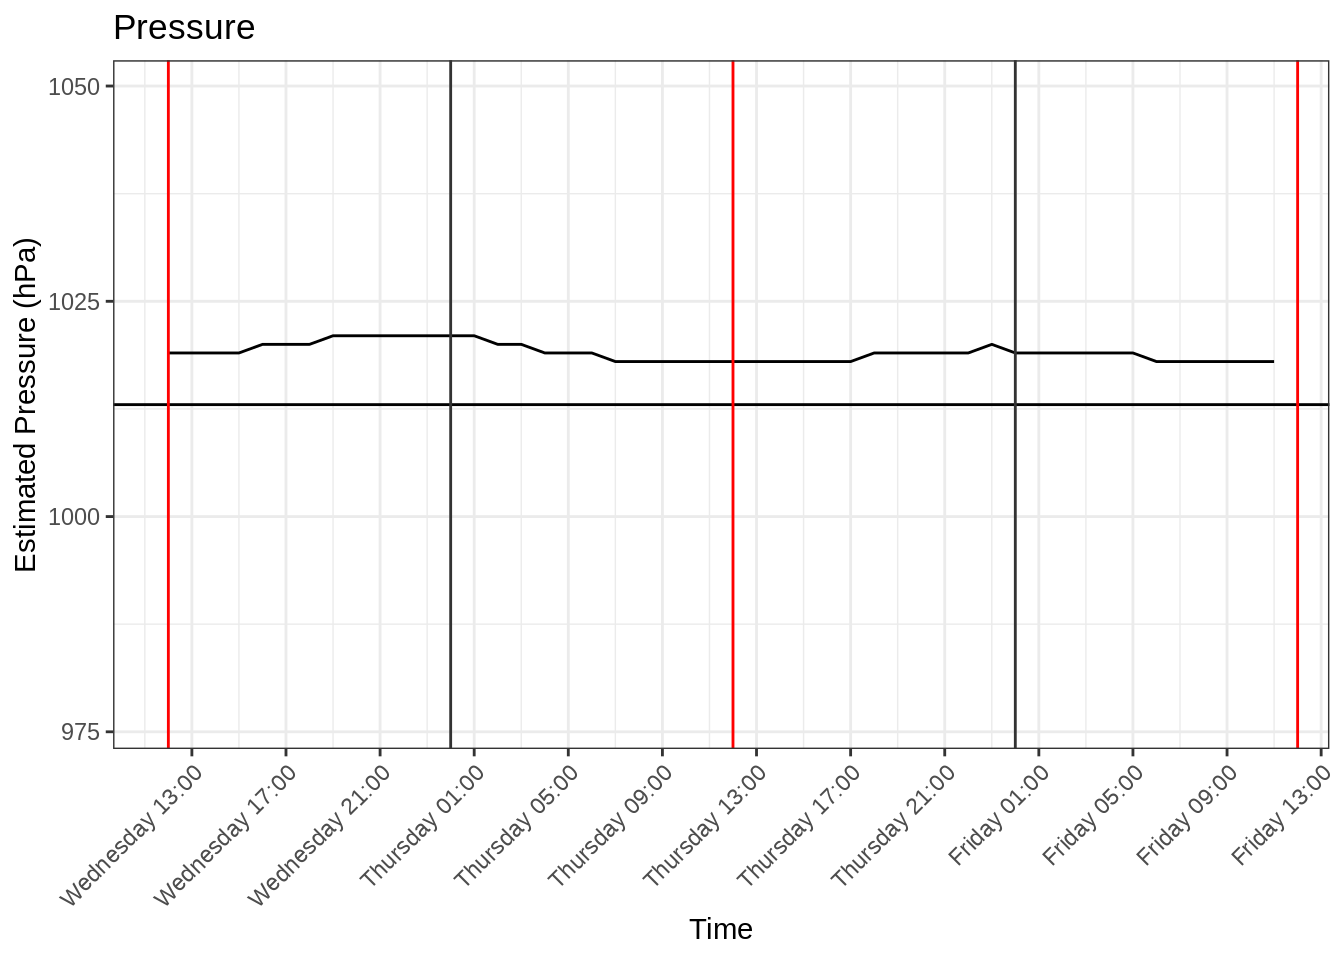 Pressure
Estimated Pressure (hPa)
1050
1025
1000
975
Wednesday 13:00
Wednesday 17:00
Wednesday 21:00
Thursday 01:00
Thursday 05:00
Thursday 09:00
Thursday 13:00
Thursday 17:00
Thursday 21:00
Friday 01:00
Friday 05:00
Friday 09:00
Friday 13:00
Time